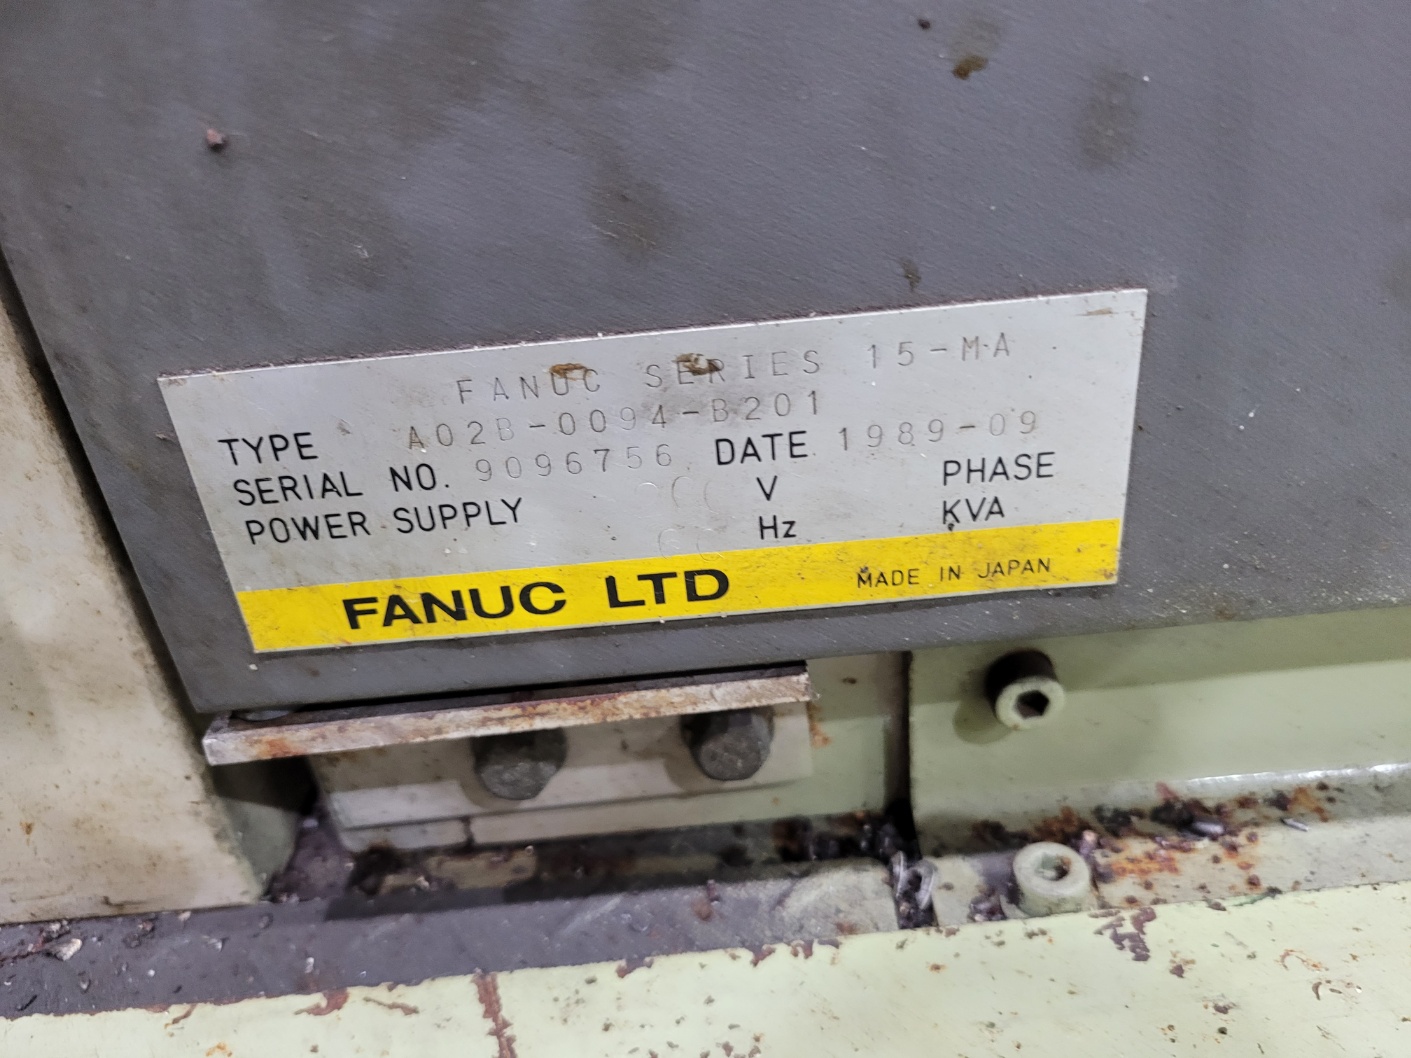 FANUC SERIES 15-MA
TYPE A02B-0094-B201
SERIAL NO. 9096756 DATE 1989-09
POWER SUPPLY V PHASE
Hz KVA
FANUC LTD MADE IN JAPAN